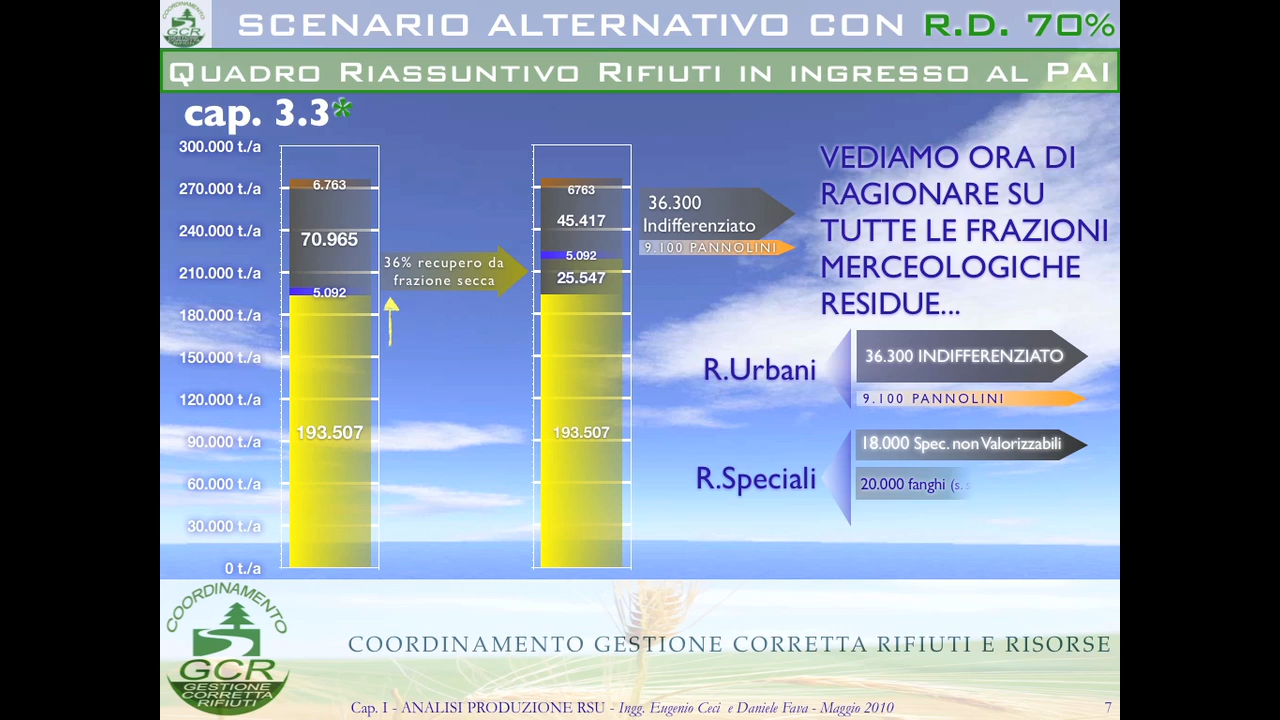 COORDINAMENTO
GCR
SCENARIO ALTERNATIVO CON R.D. 70%
QUADRO RIASSUNTIVO RIFIUTI IN INGRESSO AL PAI
cap. 3.3
300.000 t./a
270.000 t./a
240.000 t./a
210.000 t./a
180.000 t./a
150.000 t./a
120.000 t./a
90.000 t./a
60.000 t./a
30.000 t./a
0 t./a
6.763
70.965
5.092
193.507
36% recupero da
frazione secca
6763
45.417
5.092
25.547
193.507
36.300
Indifferenziato
9.100 PANNOLINI
VEDIAMO ORA DI
RAGIONARE SU
TUTTE LE FRAZIONI
MERCEOLOGICHE
RESIDUE...
R.Urbani
36.300 INDIFFERENZIATO
9.100 PANNOLINI
R.Speciali
18.000 Spec. non Valorizzabili
20.000 fanghi (s.s
COORDINAMENTO
GCR
GESTIONE
CORRETTA
RIFIUTI
COORDINAMENTO GESTIONE CORRETTA RIFIUTI E RISORSE
Cap. I - ANALISI PRODUZIONE RSU - Ingg. Eugenio Ceci e Daniele Fava - Maggio 2010
7